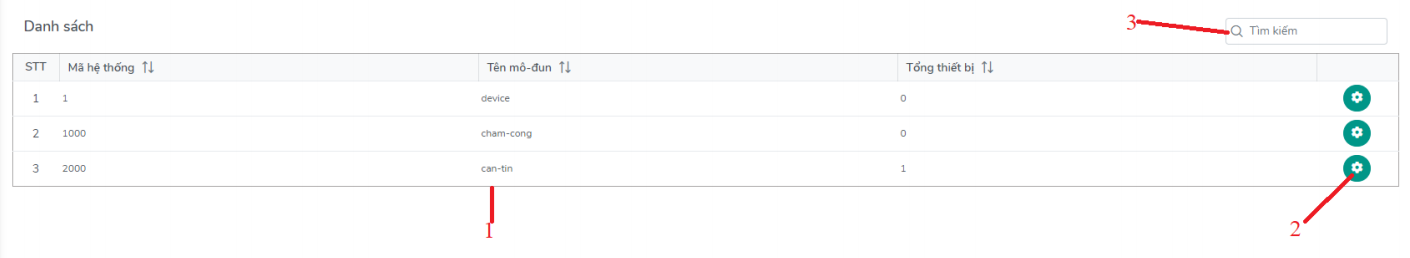 Danh sách
3
Tìm kiếm
STT Mã hệ thống ↑↓ Tên mô-đun ↑↓ Tổng thiết bị ↑↓
1 1 device 0
2 1000 cham-cong 0
3 2000 can-tin 1
1 2